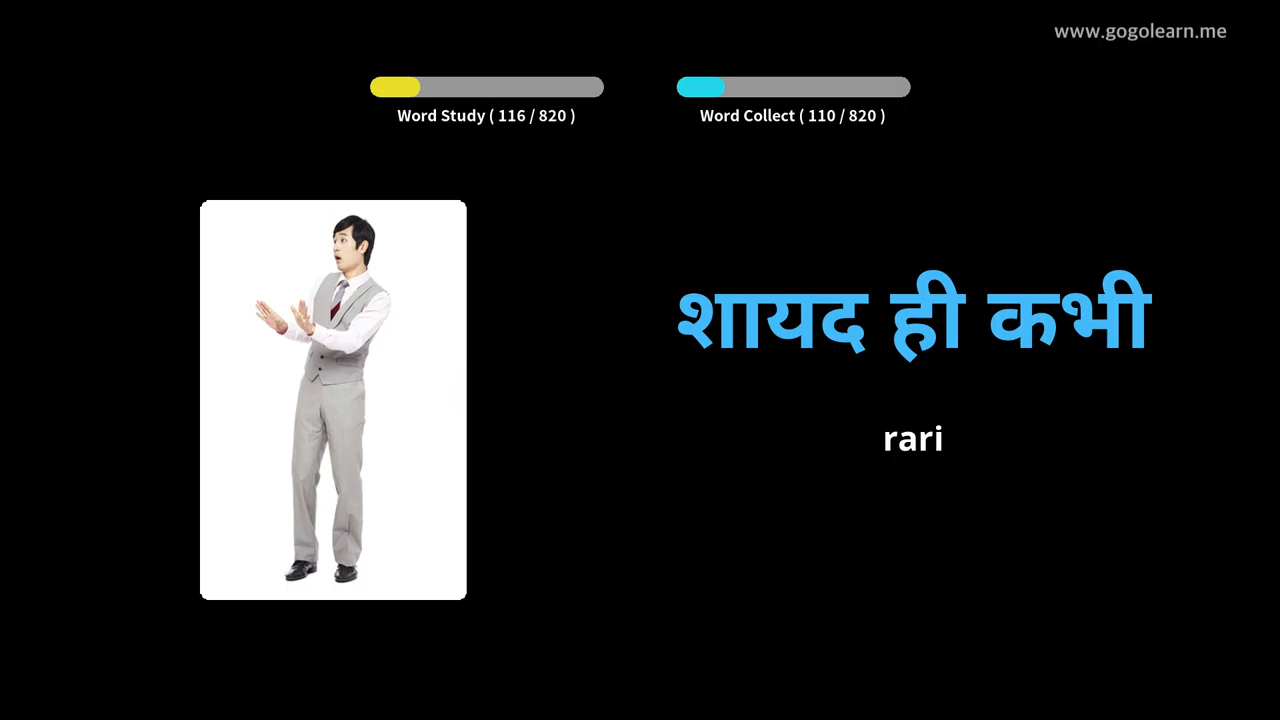 www.gogolearn.me
Word Study ( 116 / 820 )
Word Collect ( 110 / 820 )
शायद ही कभी
rari